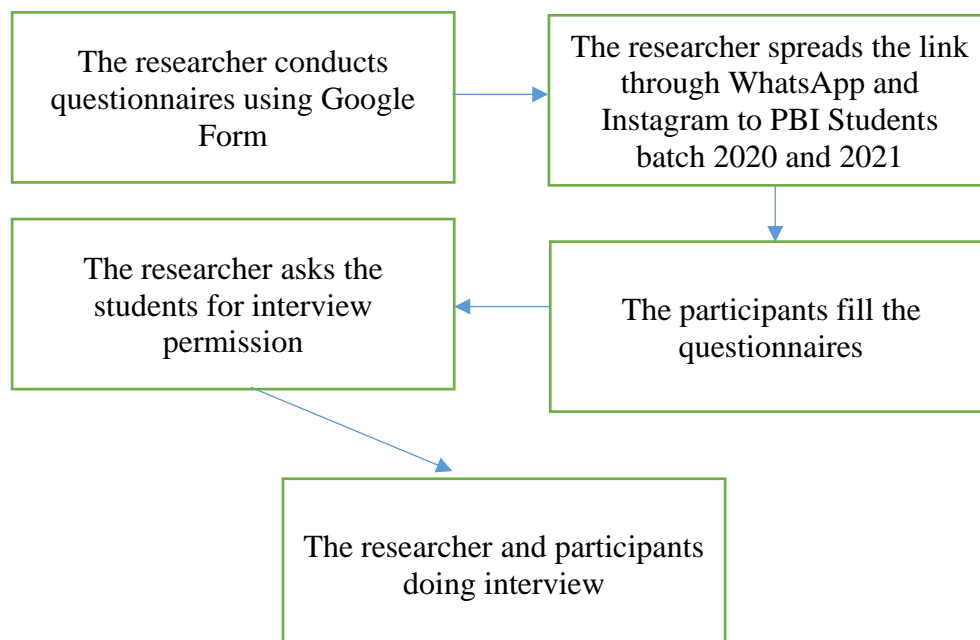 The researcher conducts
questionnaires using Google
Form
The researcher spreads the link
through WhatsApp and
Instagram to PBI Students
batch 2020 and 2021
The participants fill the
questionnaires
The researcher asks the
students for interview
permission
The researcher and participants
doing interview